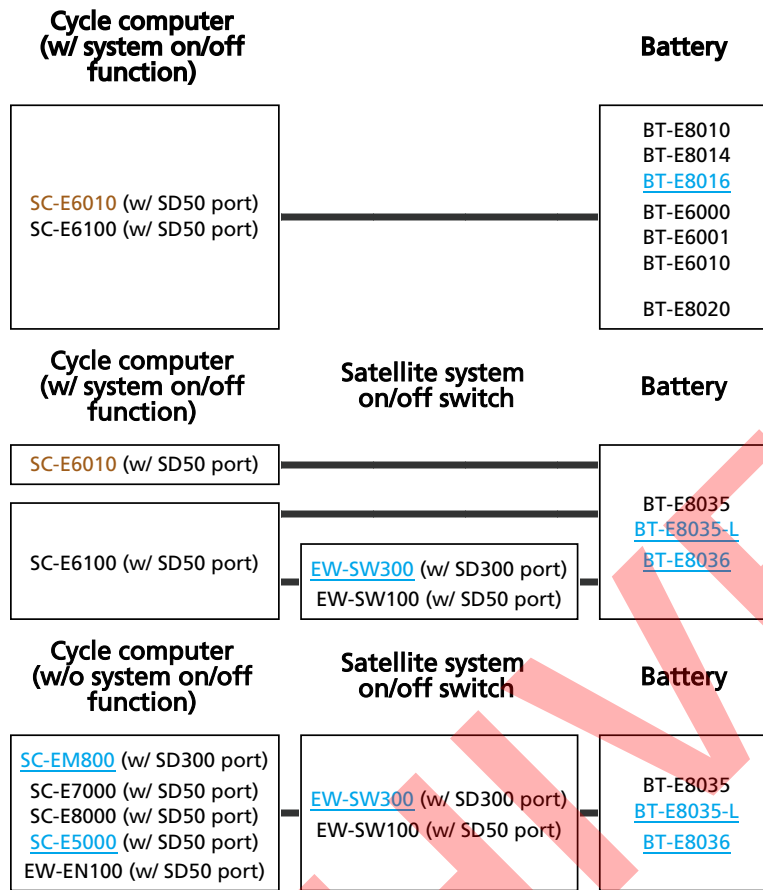 Cycle computer
(w/ system on/off
function)
Battery
SC-E6010 (w/ SD50 port)
SC-E6100 (w/ SD50 port)
BT-E8010
BT-E8014
BT-E8016
BT-E6000
BT-E6001
BT-E6010
BT-E8020
Cycle computer
(w/ system on/off
function)
Satellite system
on/off switch
Battery
SC-E6010 (w/ SD50 port)
SC-E6100 (w/ SD50 port)
EW-SW300 (w/ SD300 port)
EW-SW100 (w/ SD50 port)
BT-E8035
BT-E8035-L
BT-E8036
Cycle computer
(w/o system on/off
function)
Satellite system
on/off switch
Battery
SC-EM800 (w/ SD300 port)
SC-E7000 (w/ SD50 port)
SC-E8000 (w/ SD50 port)
SC-E5000 (w/ SD50 port)
EW-EN100 (w/ SD50 port)
EW-SW300 (w/ SD300 port)
EW-SW100 (w/ SD50 port)
BT-E8035
BT-E8035-L
BT-E8036